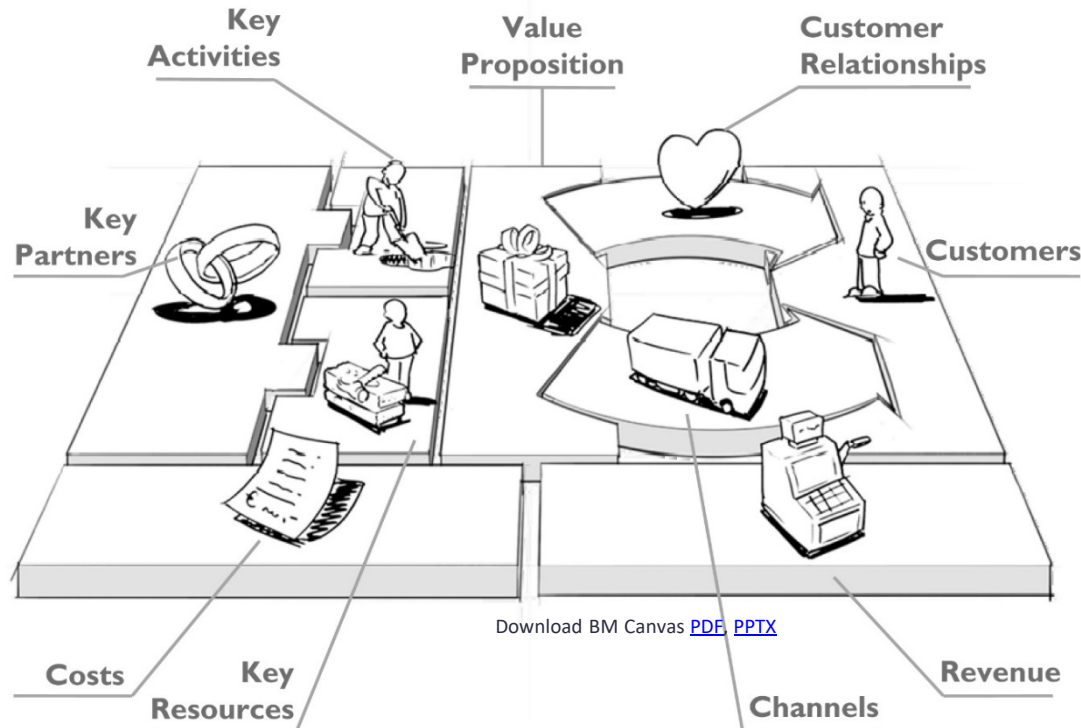 Key
Activities
Value
Proposition
Customer
Relationships
Key
Partners
Customers
Download BM Canvas PDF, PPTX
Costs
Key
Resources
Channels
Revenue